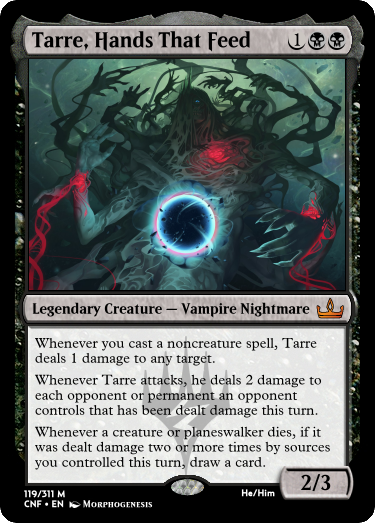 Tarre, Hands That Feed 1
Legendary Creature — Vampire Nightmare
Whenever you cast a noncreature spell, Tarre
deals 1 damage to any target.
Whenever Tarre attacks, he deals 2 damage to
each opponent or permanent an opponent
controls that has been dealt damage this turn.
Whenever a creature or planeswalker dies, if it
was dealt damage two or more times by sources
you controlled this turn, draw a card.
2/3
119/311 M He/Him
CNF • EN Morphogenesis